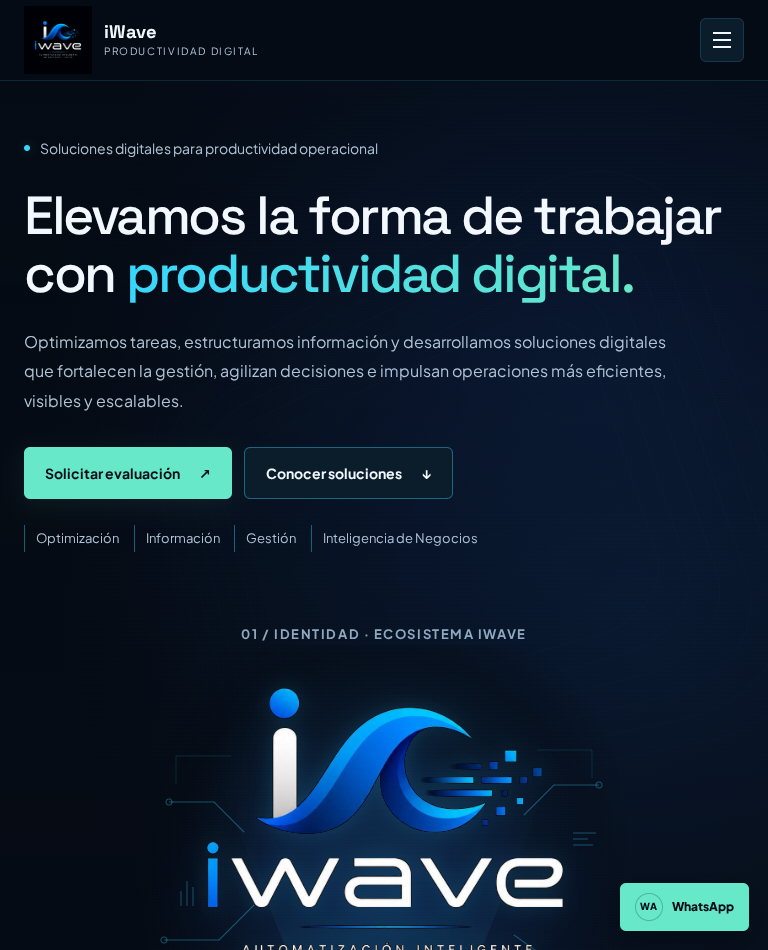 iwave
iWave
PRODUCTIVIDAD DIGITAL
Soluciones digitales para productividad operacional
Elevamos la forma de trabajar
con productividad digital.
Optimizamos tareas, estructuramos información y desarrollamos soluciones digitales
que fortalecen la gestión, agilizan decisiones e impulsan operaciones más eficientes,
visibles y escalables.
Solicitar evaluación ↗
Conocer soluciones ↓
Optimización
Información
Gestión
Inteligencia de Negocios
01 / IDENTIDAD · ECOSISTEMA IWAVE
iwave
AUTOMATIZACIÓN INTELIGENTE
WA WhatsApp